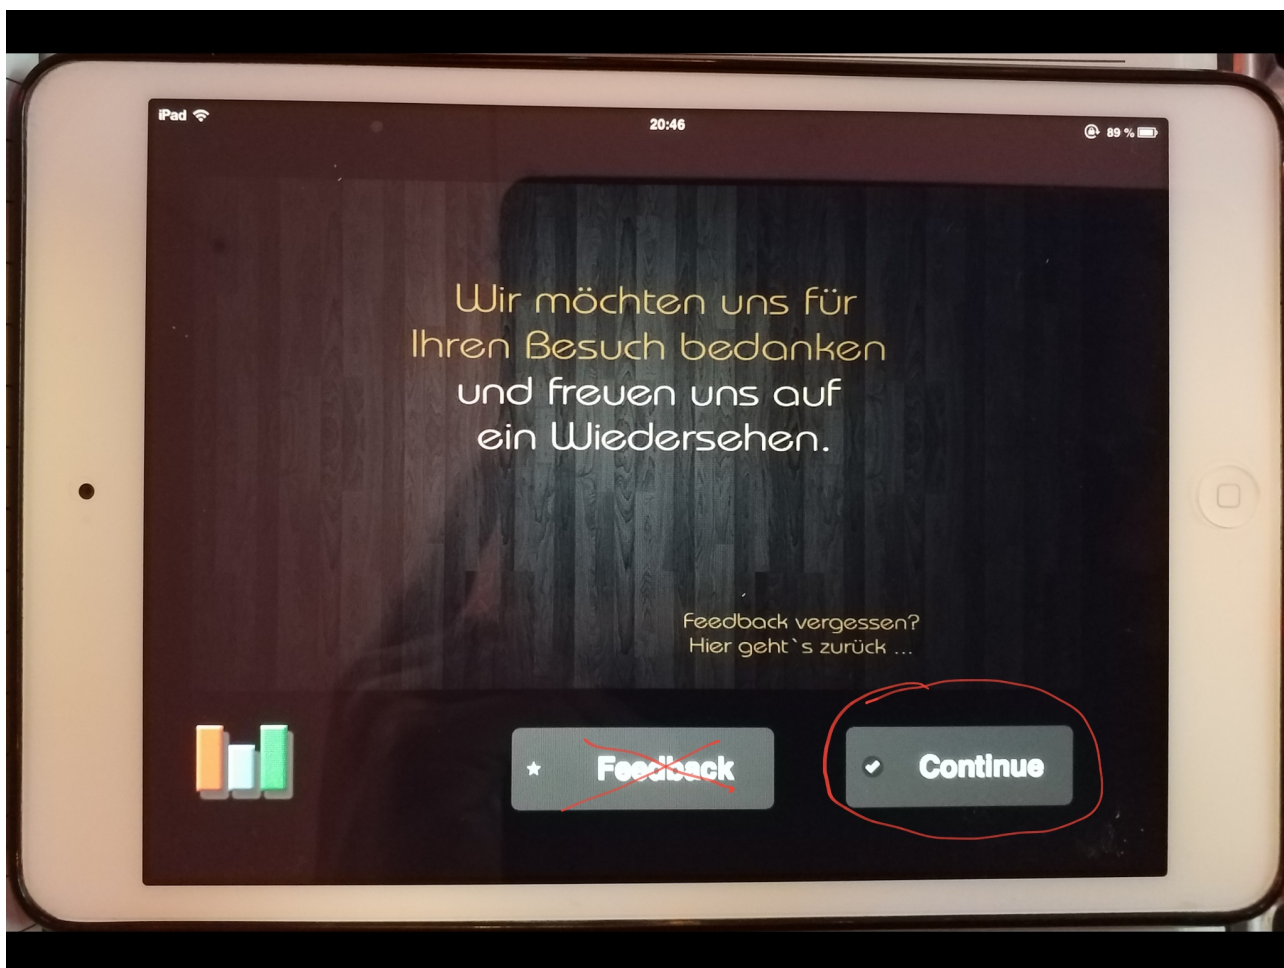 iPad
20:46
89 %
Wir möchten uns für
Ihren Besuch bedanken
und freuen uns auf
ein Wiedersehen.
Feedback vergessen?
Hier geht`s zurück ...
Feedback
Continue